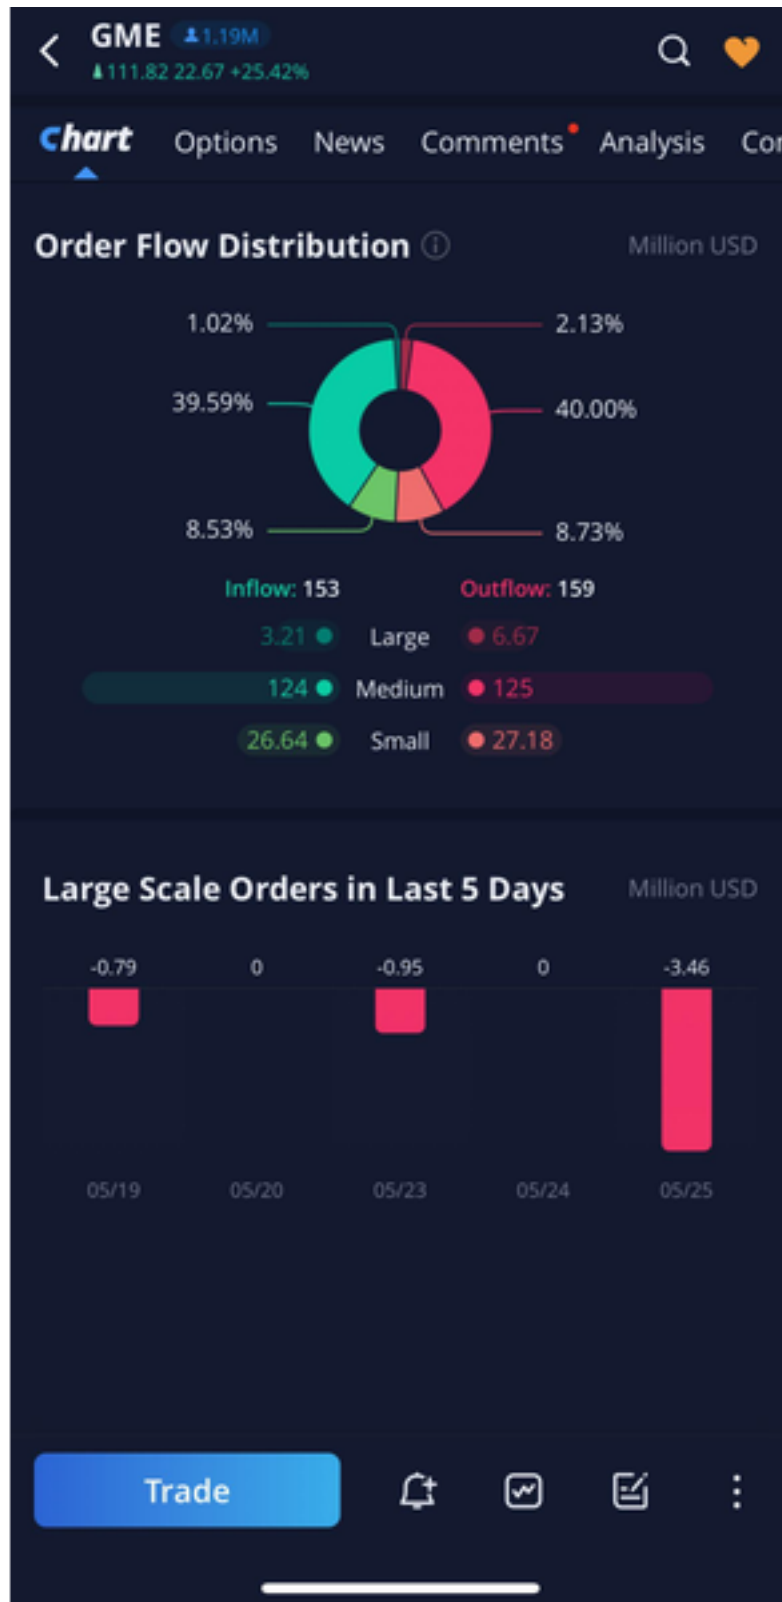 GME 1.19M
111.82 22.67 +25.42%
Chart Options News Comments Analysis Cor
Order Flow Distribution Million USD
1.02% 2.13%
39.59% 40.00%
8.53% 8.73%
Inflow: 153 Outflow: 159
3.21 Large 6.67
124 Medium 125
26.64 Small 27.18
Large Scale Orders in Last 5 Days Million USD
-0.79 0 -0.95 0 -3.46
05/19 05/20 05/23 05/24 05/25
Trade